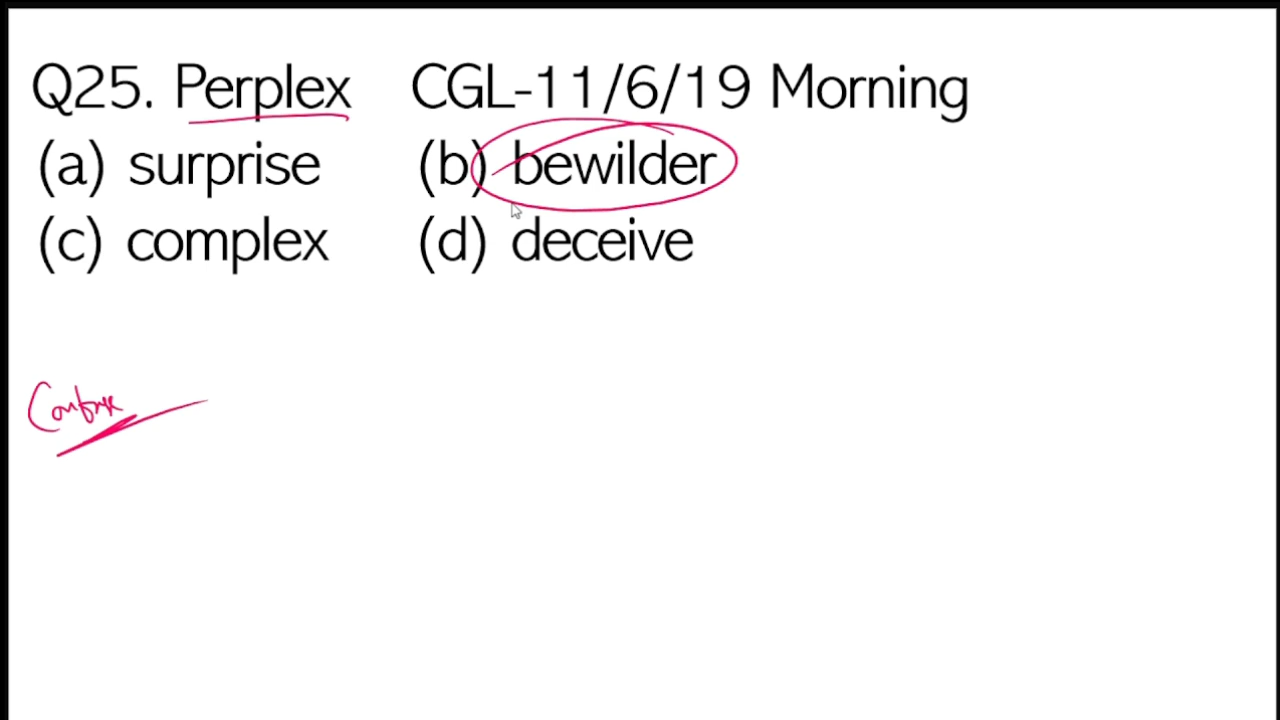 Q25. Perplex CGL-11/6/19 Morning
(a) surprise (b) bewilder
(c) complex (d) deceive
Confuse